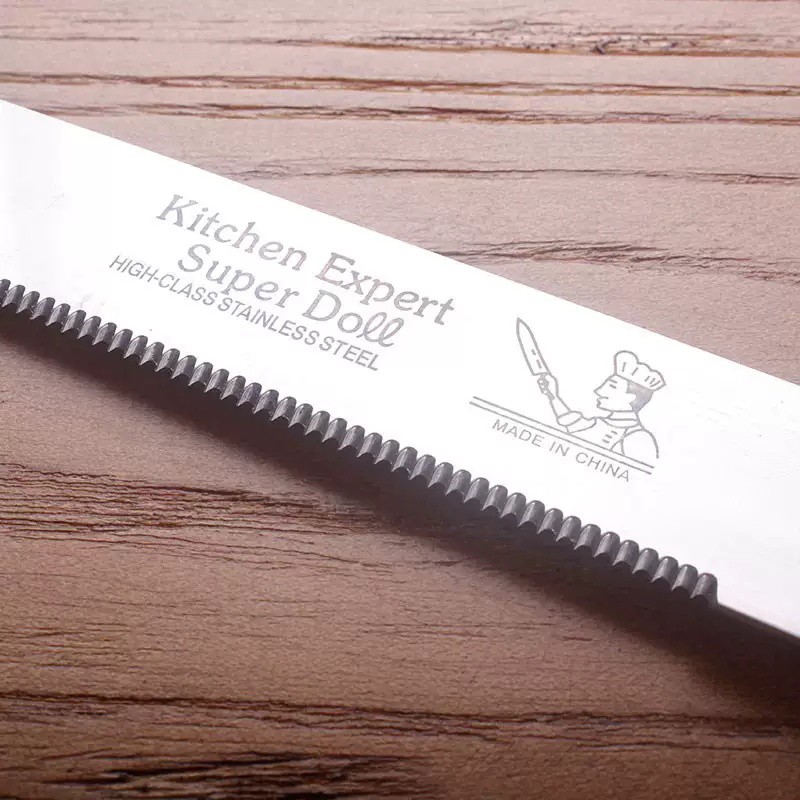 Kitchen Expert
Super Doll
HIGH-CLASS STAINLESS STEEL
MADE IN CHINA